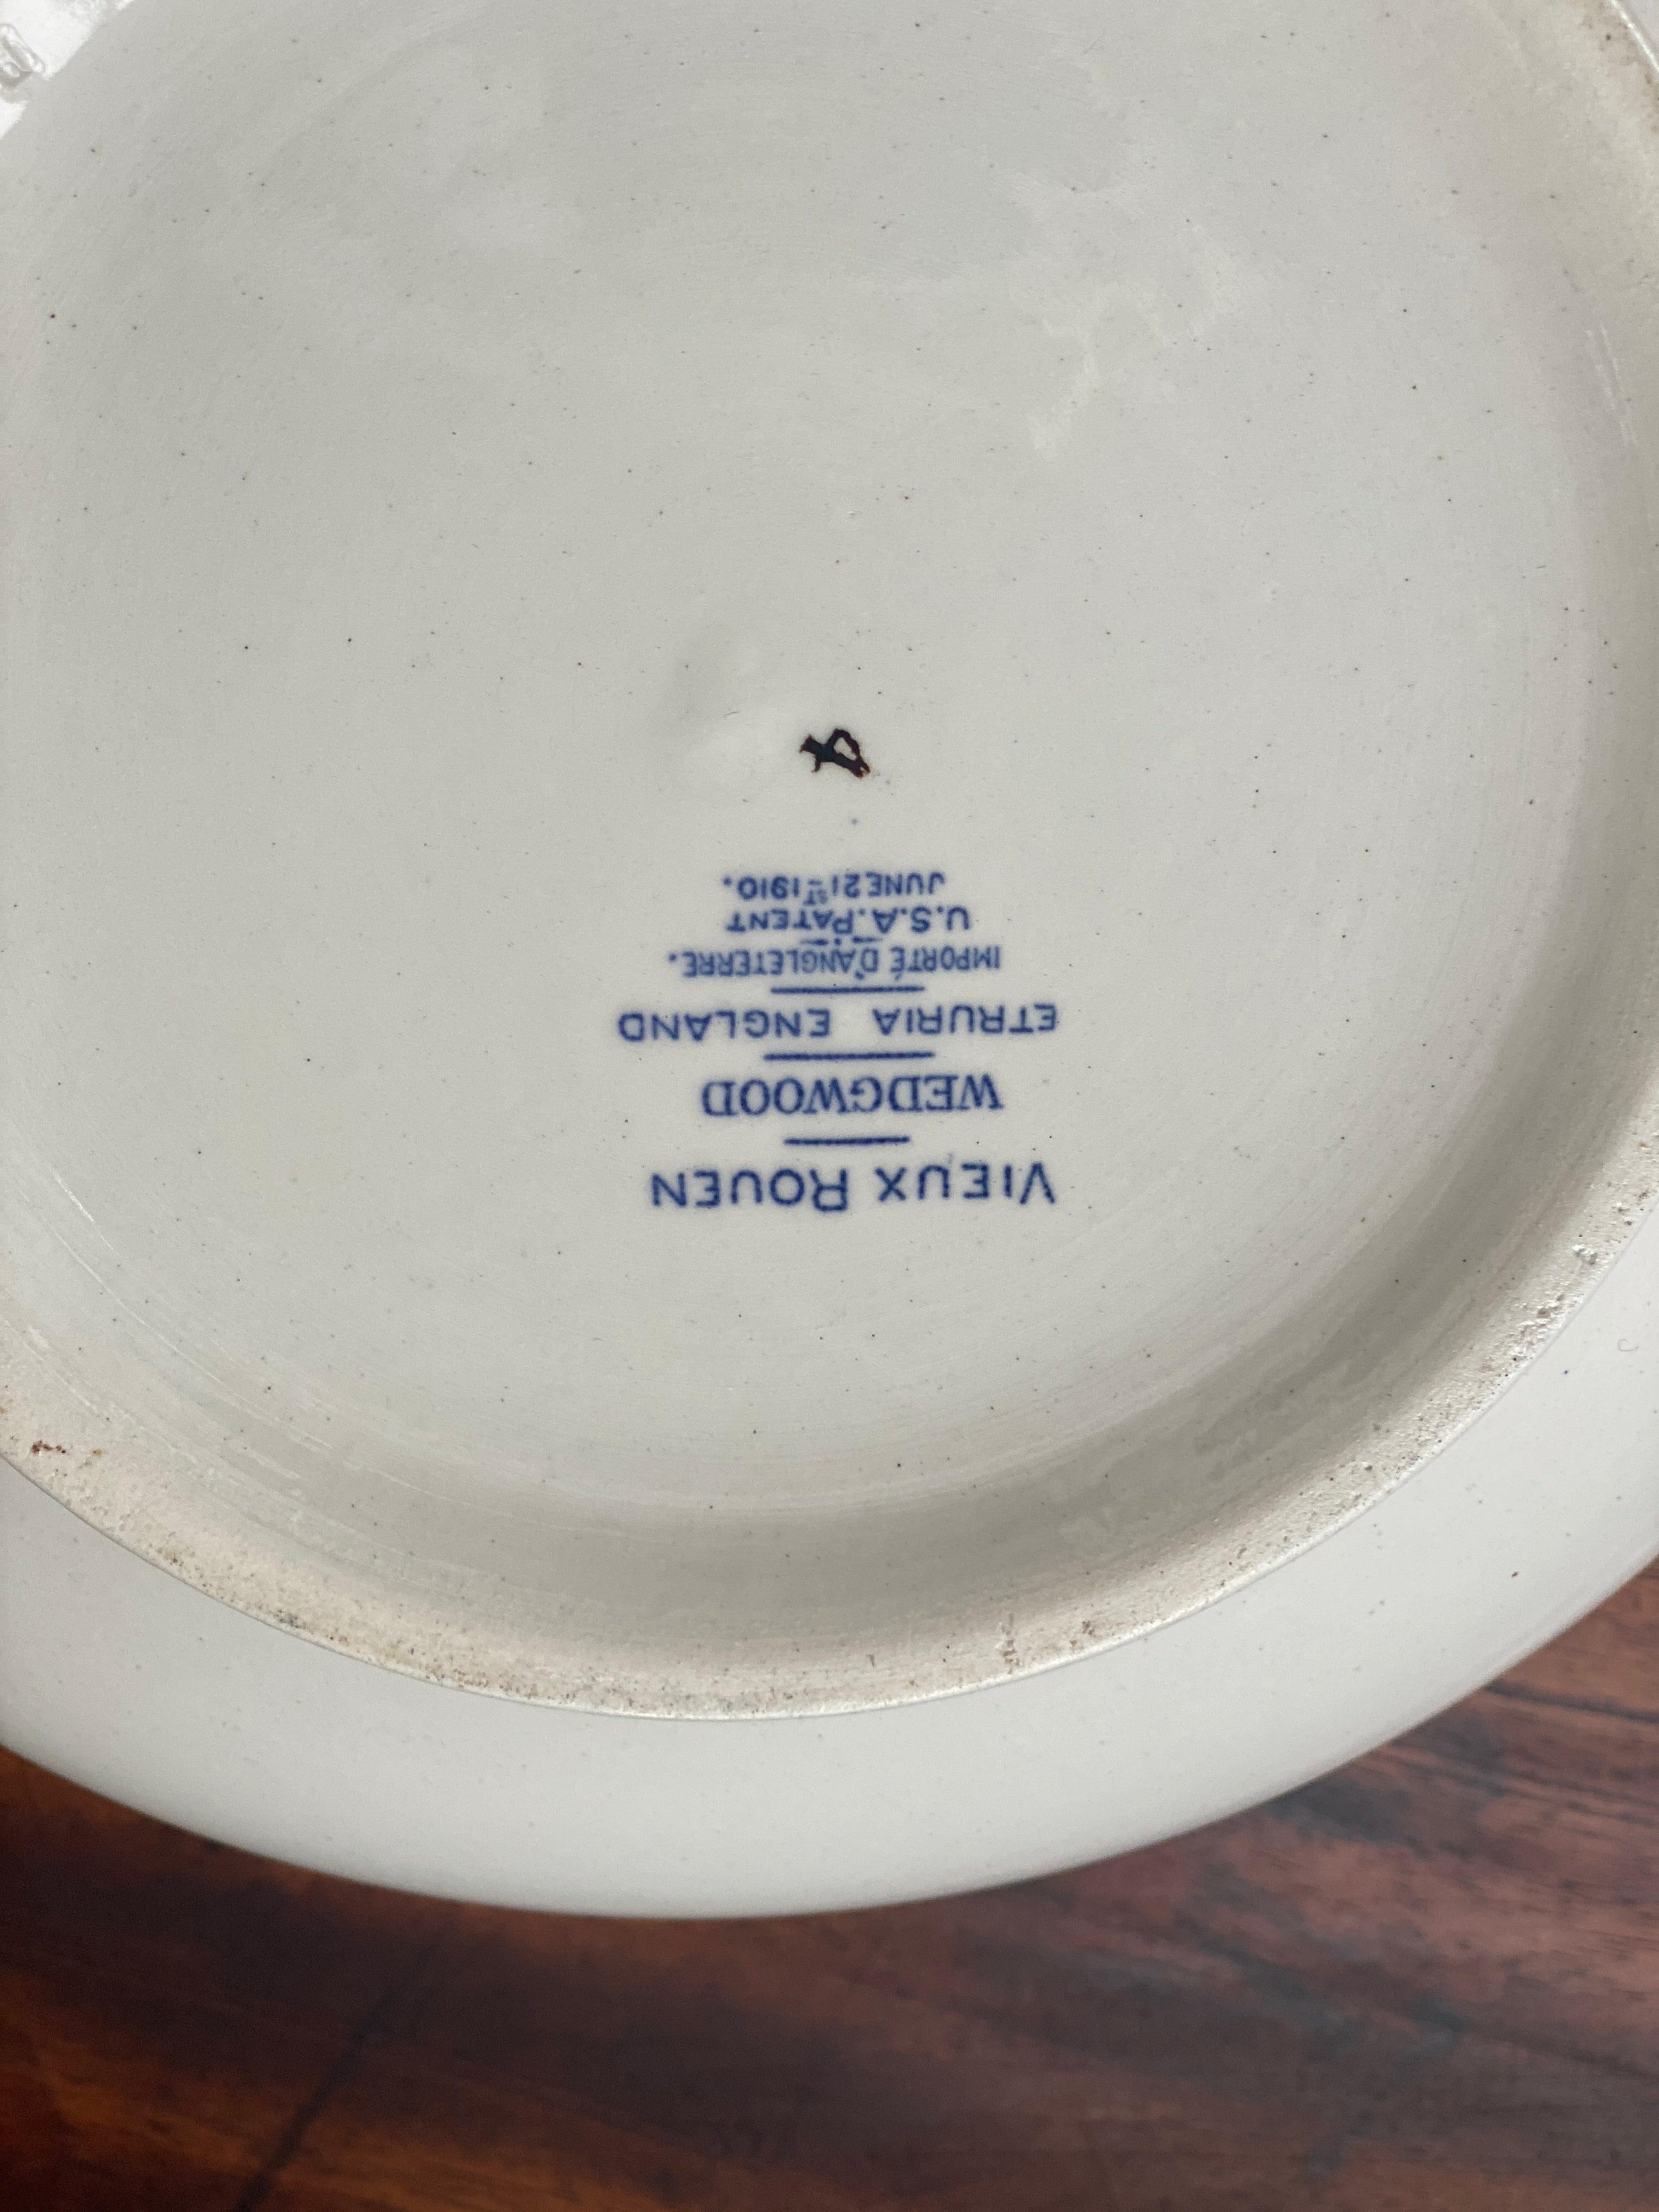 VIEUX ROUEN
WEDGWOOD
ETRURIA ENGLAND
IMPORTÉ D'ANGLETERRE.
U.S.A. PATENT
JUNE 21ST 1910.